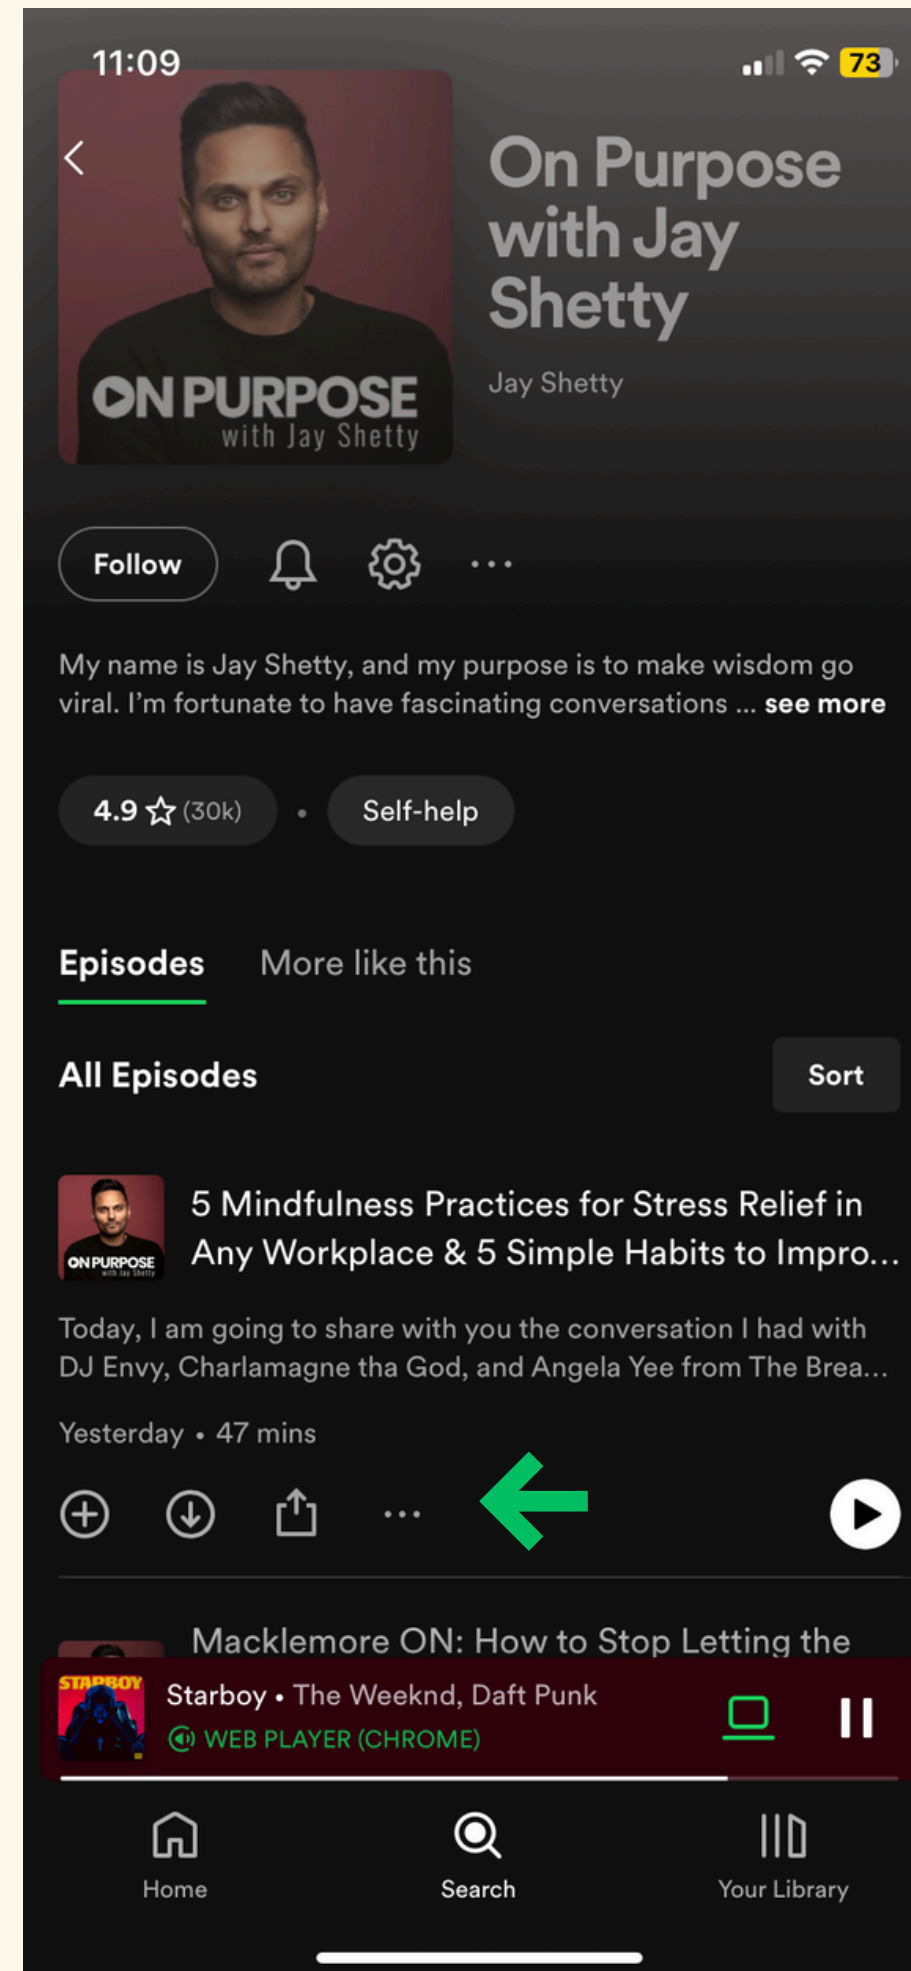 11:09
73
On Purpose
with Jay
Shetty
Jay Shetty
ON PURPOSE
with Jay Shetty
Follow
My name is Jay Shetty, and my purpose is to make wisdom go
viral. I’m fortunate to have fascinating conversations ... see more
4.9 (30k) • Self-help
Episodes More like this
All Episodes
Sort
5 Mindfulness Practices for Stress Relief in
Any Workplace & 5 Simple Habits to Impro...
ON PURPOSE
with Jay Shetty
Today, I am going to share with you the conversation I had with
DJ Envy, Charlamagne tha God, and Angela Yee from The Brea...
Yesterday • 47 mins
Macklemore ON: How to Stop Letting the
STARBOY
Starboy • The Weeknd, Daft Punk
WEB PLAYER (CHROME)
Home Search Your Library